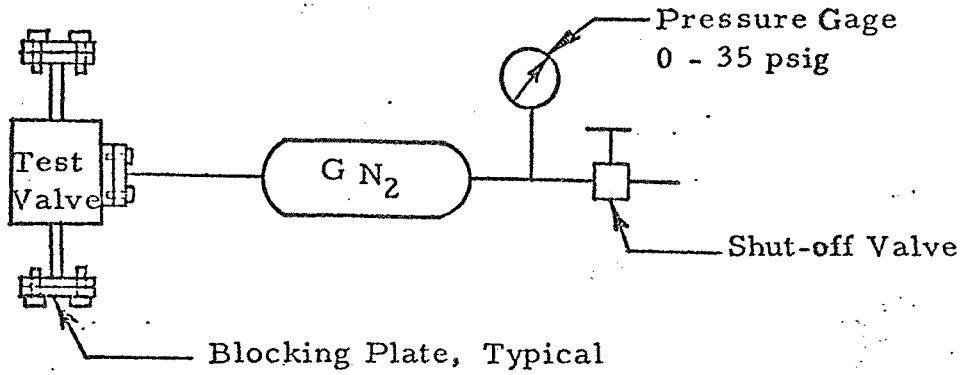 Pressure Gage
0 - 35 psig
Test
Valve
G N₂
Shut-off Valve
Blocking Plate, Typical